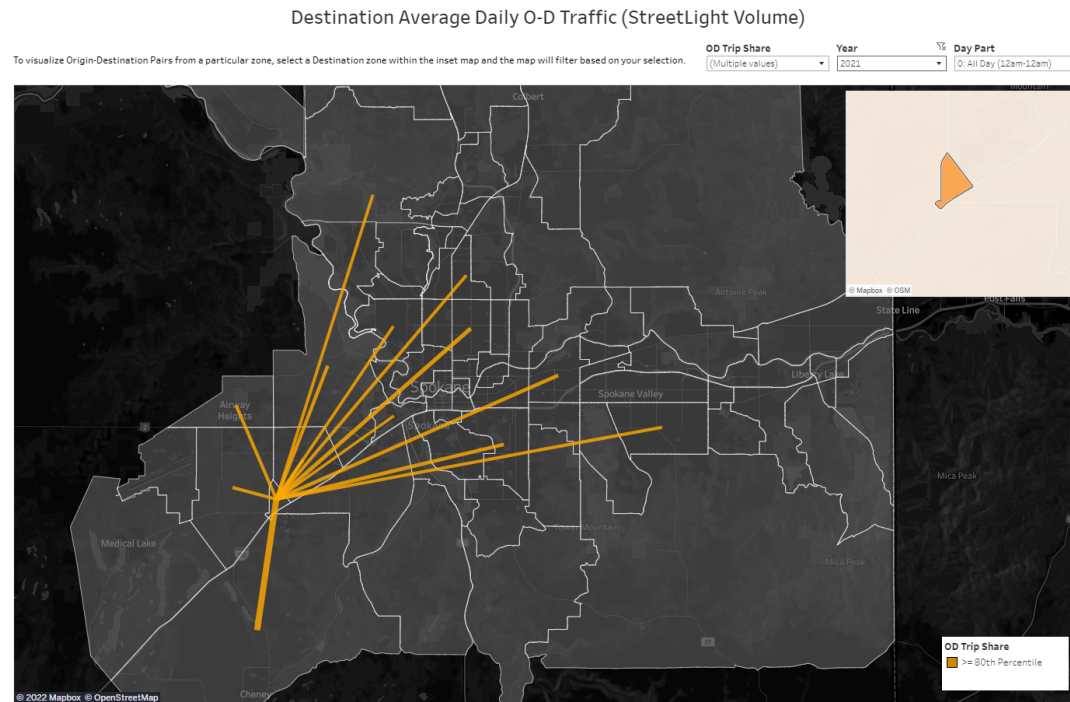 Destination Average Daily O-D Traffic (StreetLight Volume)
To visualize Origin-Destination Pairs from a particular zone, select a Destination zone within the inset map and the map will filter based on your selection.
OD Trip Share
(Multiple values)
Year
2021
Day Part
0: All Day (12am-12am)
Colbert
Mountain
© Mapbox © OSM
Antoine Peak
Post Falls
State Line
Liberty Lake
Spokane
Spokane Valley
Airway
Heights
Spokane
Mica Peak
Medical Lake
Mica Peak
Cheney
OD Trip Share
>= 80th Percentile
© 2022 Mapbox © OpenStreetMap